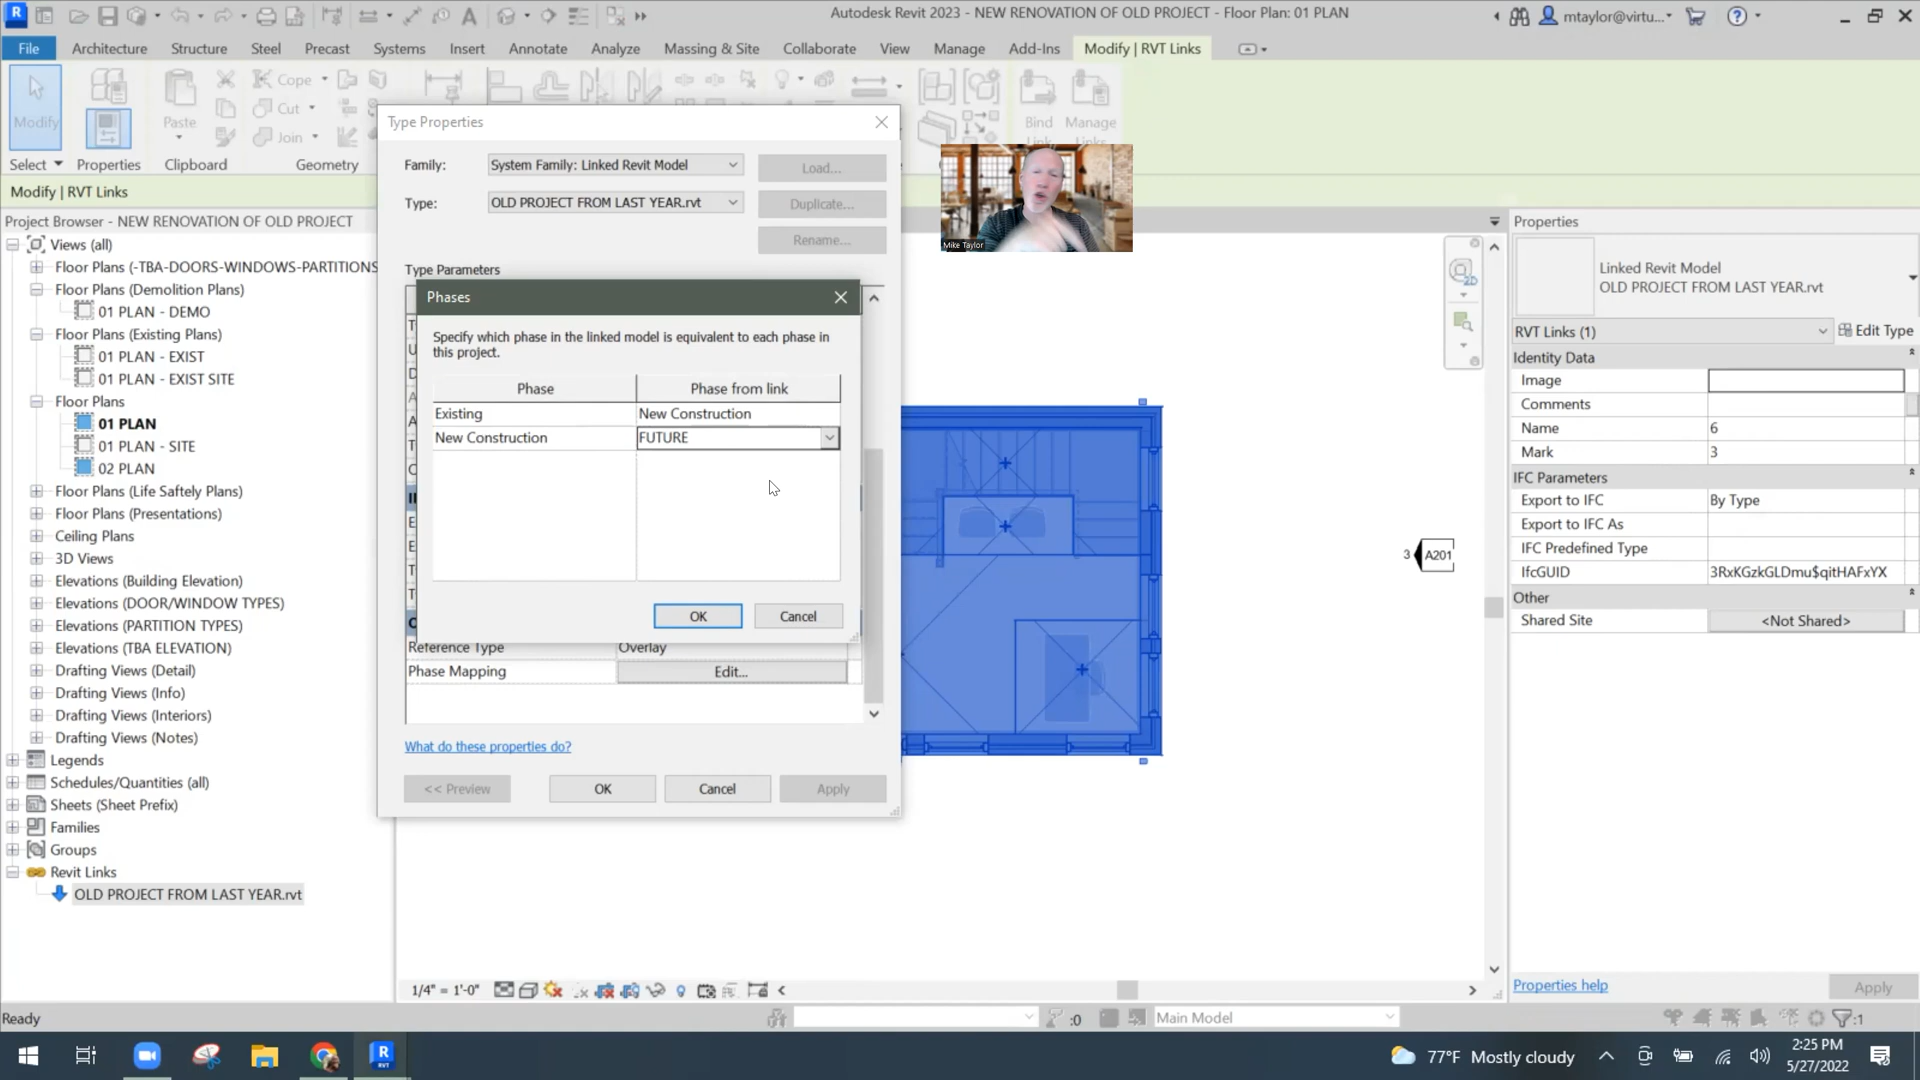 Autodesk Revit 2023 - NEW RENOVATION OF OLD PROJECT - Floor Plan: 01 PLAN
mtaylor@virtu...
File Architecture Structure Steel Precast Systems Insert Annotate Analyze Massing & Site Collaborate View Manage Add-Ins Modify | RVT Links
Modify
Paste
Cope
Cut
Join
Bind
Manage
Select Properties Clipboard Geometry
Modify | RVT Links
Project Browser - NEW RENOVATION OF OLD PROJECT
Views (all)
Floor Plans (-TBA-DOORS-WINDOWS-PARTITIONS
Floor Plans (Demolition Plans)
01 PLAN - DEMO
Floor Plans (Existing Plans)
01 PLAN - EXIST
01 PLAN - EXIST SITE
Floor Plans
01 PLAN
01 PLAN - SITE
02 PLAN
Floor Plans (Life Saftely Plans)
Floor Plans (Presentations)
Ceiling Plans
3D Views
Elevations (Building Elevation)
Elevations (DOOR/WINDOW TYPES)
Elevations (PARTITION TYPES)
Elevations (TBA ELEVATION)
Drafting Views (Detail)
Drafting Views (Info)
Drafting Views (Interiors)
Drafting Views (Notes)
Legends
Schedules/Quantities (all)
Sheets (Sheet Prefix)
Families
Groups
Revit Links
OLD PROJECT FROM LAST YEAR.rvt
Type Properties
Family: System Family: Linked Revit Model Load...
Type: OLD PROJECT FROM LAST YEAR.rvt Duplicate...
Rename...
Type Parameters
Phases
Specify which phase in the linked model is equivalent to each phase in
this project.
Phase Phase from link
Existing New Construction
New Construction FUTURE
OK Cancel
Reference Type Overlay
Phase Mapping Edit...
What do these properties do?
<< Preview OK Cancel Apply
Mike Taylor
3 A201
Properties
Linked Revit Model
OLD PROJECT FROM LAST YEAR.rvt
RVT Links (1) Edit Type
Identity Data
Image
Comments
Name 6
Mark 3
IFC Parameters
Export to IFC By Type
Export to IFC As
IFC Predefined Type
IfcGUID 3RxKGzkGLDmu$qitHAFxYX
Other
Shared Site <Not Shared>
Properties help Apply
1/4" = 1'-0"
Ready
:0
Main Model
:1
77°F Mostly cloudy
2:25 PM
5/27/2022